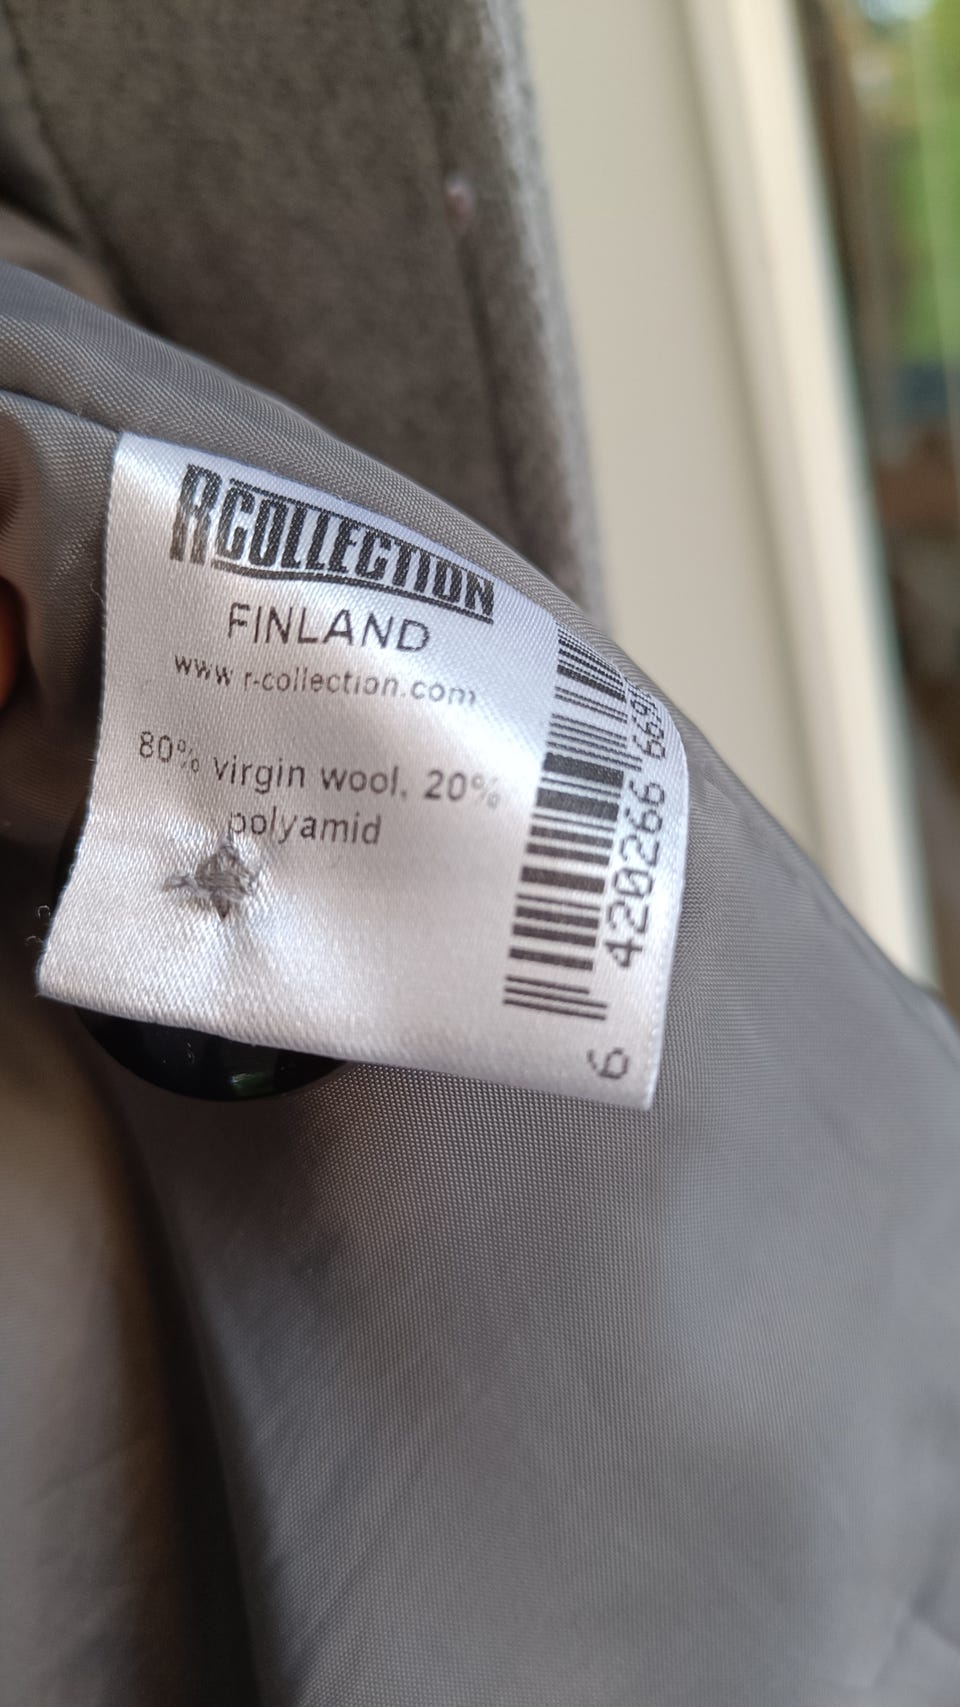 RCOLLECTION
FINLAND
www.r-collection.com
80% virgin wool, 20%
polyamid
6 420266